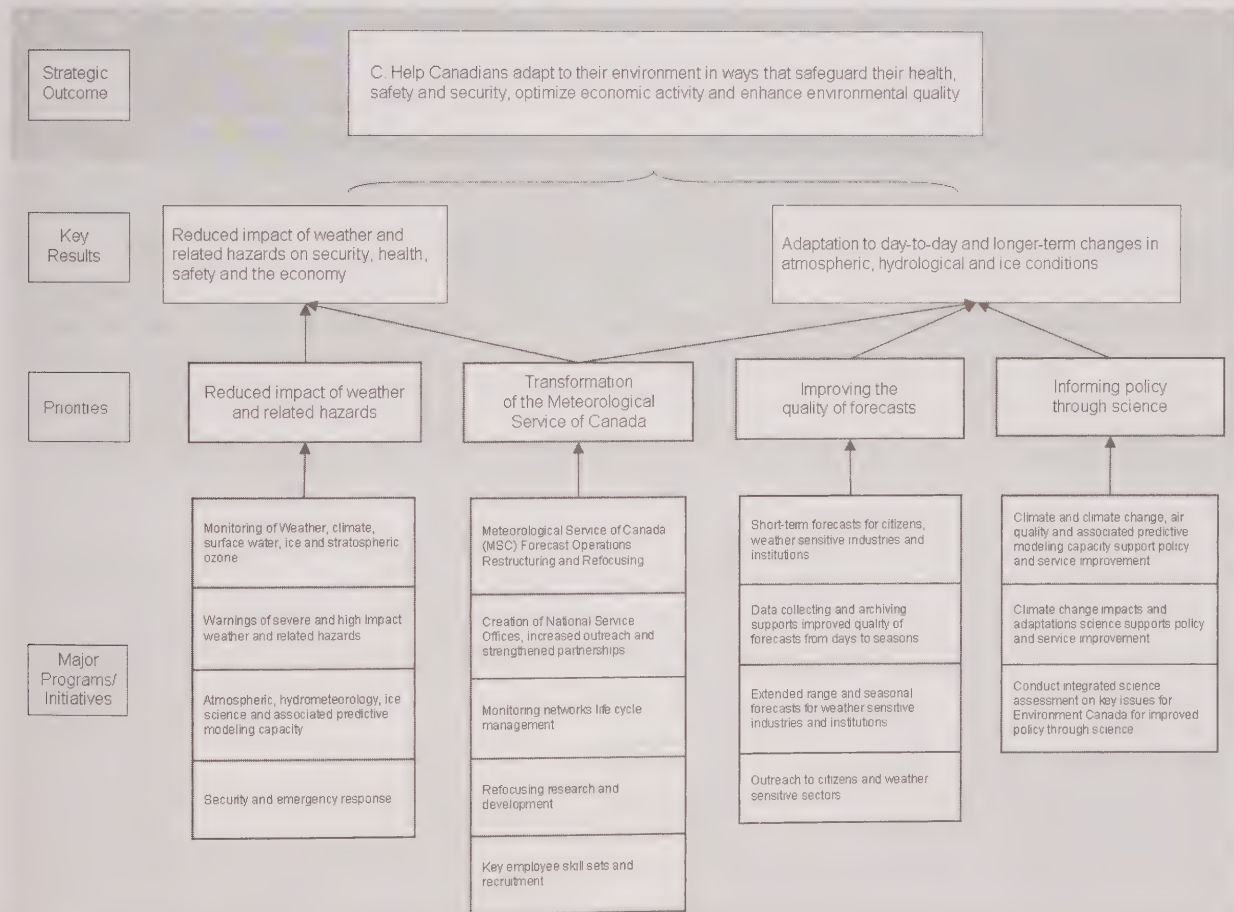 Strategic
Outcome
C. Help Canadians adapt to their environment in ways that safeguard their health,
safety and security, optimize economic activity and enhance environmental quality
Key
Results
Reduced impact of weather and
related hazards on security, health,
safety and the economy
Adaptation to day-to-day and longer-term changes in
atmospheric, hydrological and ice conditions
Priorities
Reduced impact of weather
and related hazards
Transformation
of the Meteorological
Service of Canada
Improving the
quality of forecasts
Informing policy
through science
Major
Programs/
Initiatives
Monitoring of Weather, climate,
surface water, ice and stratospheric
ozone
Warnings of severe and high impact
weather and related hazards
Atmospheric, hydrometeorology, ice
science and associated predictive
modeling capacity
Security and emergency response
Meteorological Service of Canada
(MSC) Forecast Operations
Restructuring and Refocusing
Creation of National Service
Offices, increased outreach and
strengthened partnerships
Monitoring networks life cycle
management
Refocusing research and
development
Key employee skill sets and
recruitment
Short-term forecasts for citizens,
weather sensitive industries and
institutions
Data collecting and archiving
supports improved quality of
forecasts from days to seasons
Extended range and seasonal
forecasts for weather sensitive
industries and institutions
Outreach to citizens and weather
sensitive sectors
Climate and climate change, air
quality and associated predictive
modeling capacity support policy
and service improvement
Climate change impacts and
adaptations science supports policy
and service improvement
Conduct integrated science
assessment on key issues for
Environment Canada for improved
policy through science